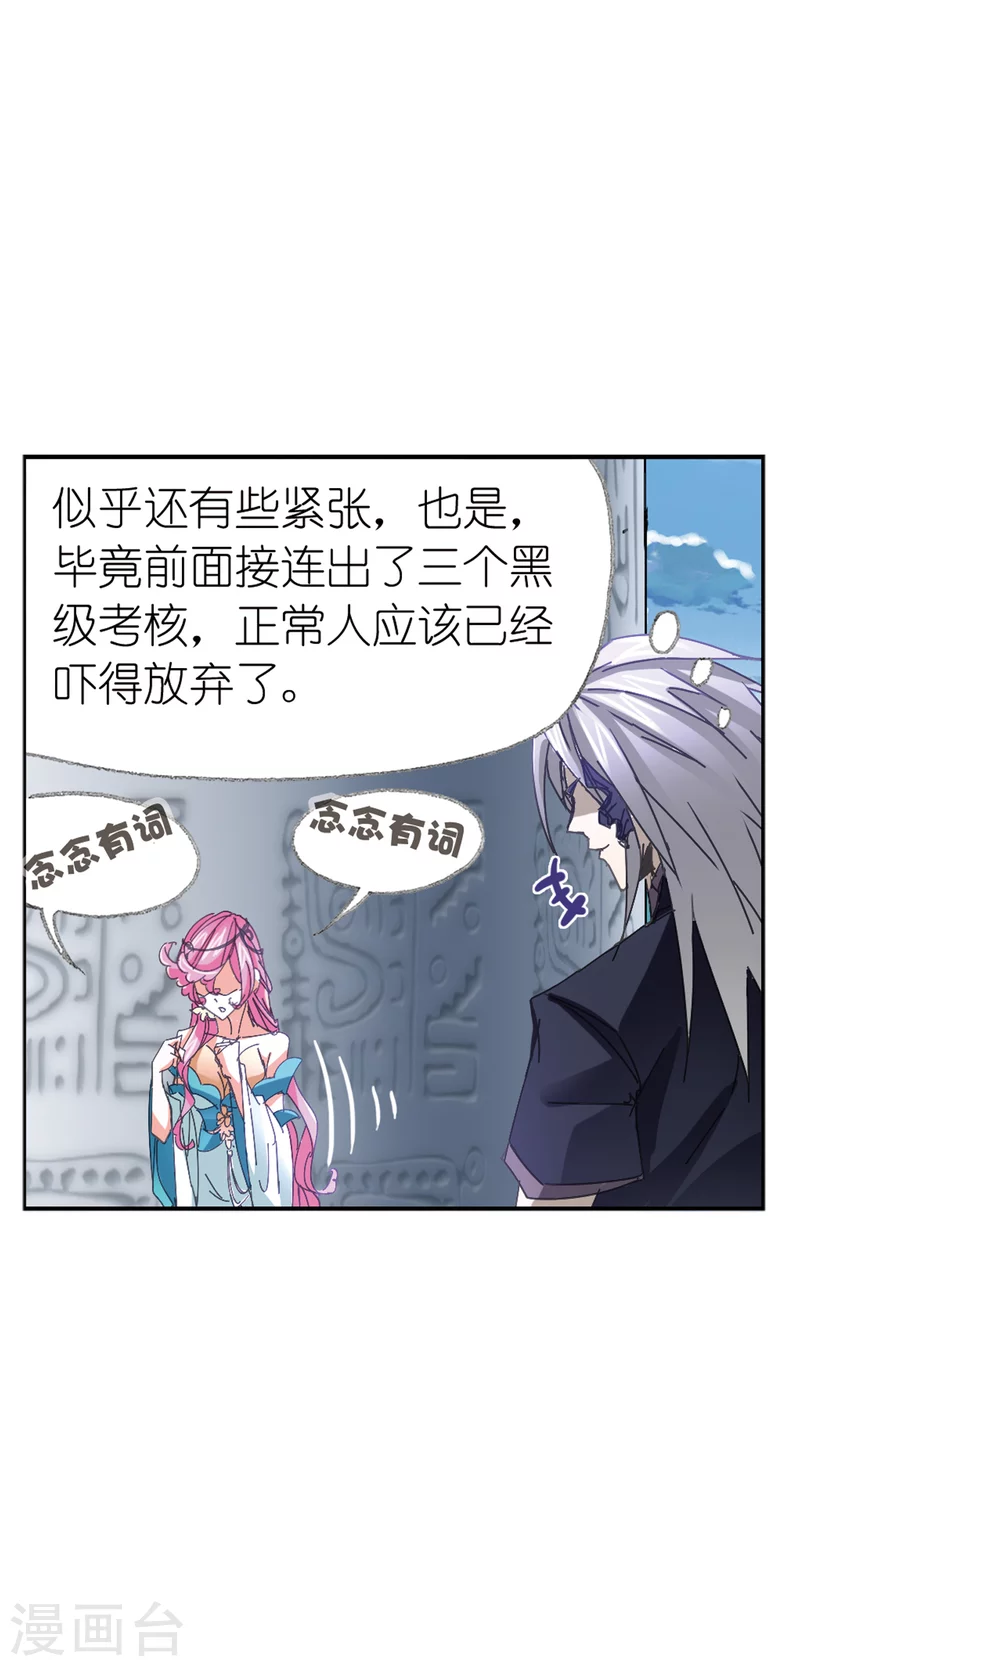 似乎还有些紧张，也是，
毕竟前面接连出了三个黑
级考核，正常人应该已经
吓得放弃了。
念念有词
念念有词
漫画台